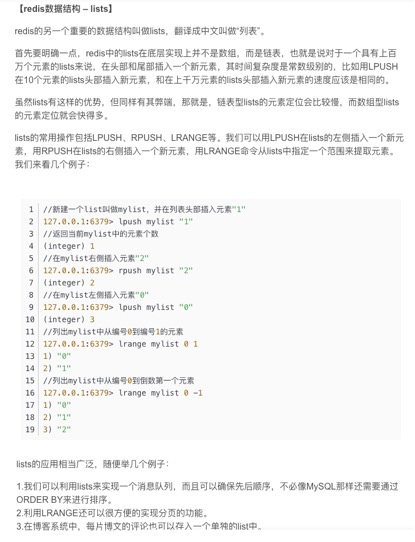 【redis数据结构 – lists】
redis的另一个重要的数据结构叫做lists，翻译成中文叫做“列表”。
首先要明确一点，redis中的lists在底层实现上并不是数组，而是链表，也就是说对于一个具有上百
万个元素的lists来说，在头部和尾部插入一个新元素，其时间复杂度是常数级别的，比如用LPUSH
在10个元素的lists头部插入新元素，和在上千万元素的lists头部插入新元素的速度应该是相同的。
虽然lists有这样的优势，但同样有其弊端，那就是，链表型lists的元素定位会比较慢，而数组型lists
的元素定位就会快得多。
lists的常用操作包括LPUSH、RPUSH、LRANGE等。我们可以用LPUSH在lists的左侧插入一个新元
素，用RPUSH在lists的右侧插入一个新元素，用LRANGE命令从lists中指定一个范围来提取元素。
我们来看几个例子：
1 //新建一个list叫做mylist，并在列表头部插入元素"1"
2 127.0.0.1:6379> lpush mylist "1"
3 //返回当前mylist中的元素个数
4 (integer) 1
5 //在mylist右侧插入元素"2"
6 127.0.0.1:6379> rpush mylist "2"
7 (integer) 2
8 //在mylist左侧插入元素"0"
9 127.0.0.1:6379> lpush mylist "0"
10 (integer) 3
11 //列出mylist中从编号0到编号1的元素
12 127.0.0.1:6379> lrange mylist 0 1
13 1) "0"
14 2) "1"
15 //列出mylist中从编号0到倒数第一个元素
16 127.0.0.1:6379> lrange mylist 0 -1
17 1) "0"
18 2) "1"
19 3) "2"
lists的应用相当广泛，随便举几个例子：
1.我们可以利用lists来实现一个消息队列，而且可以确保先后顺序，不必像MySQL那样还需要通过
ORDER BY来进行排序。
2.利用LRANGE还可以很方便的实现分页的功能。
3.在博客系统中，每片博文的评论也可以存入一个单独的list中。